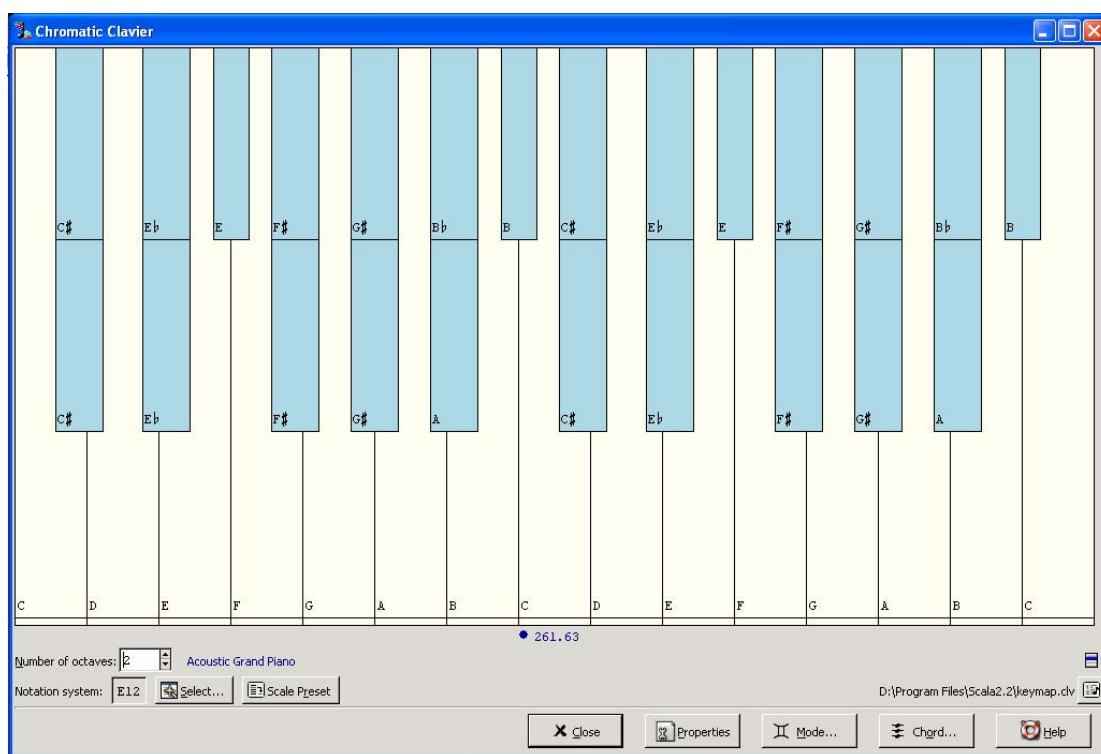 Chromatic Clavier
C♯ E♭ E F♯ G♯ B♭ B C♯ E♭ E F♯ G♯ B♭ B
C♯ E♭ F♯ G♯ A C♯ E♭ F♯ G♯ A
C D E F G A B C D E F G A B C
261.63
Number of octaves: 2 Acoustic Grand Piano
Notation system: E12 Select... Scale Preset D:\Program Files\Scala2.2\keymap.clv
Close Properties Mode... Chord... Help